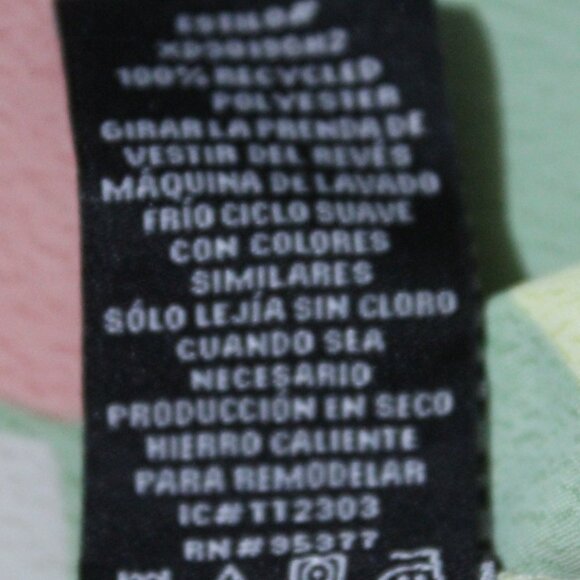 ESTILO#
100% RECYCLED
POLYESTER
GIRAR LA PRENDA DE
VESTIR DEL REVÉS
MÁQUINA DE LAVADO
FRÍO CICLO SUAVE
CON COLORES
SIMILARES
SÓLO LEJÍA SIN CLORO
CUANDO SEA
NECESARIO
PRODUCCIÓN EN SECO
HIERRO CALIENTE
PARA REMODELAR
IC# TT2303
RN# 95377